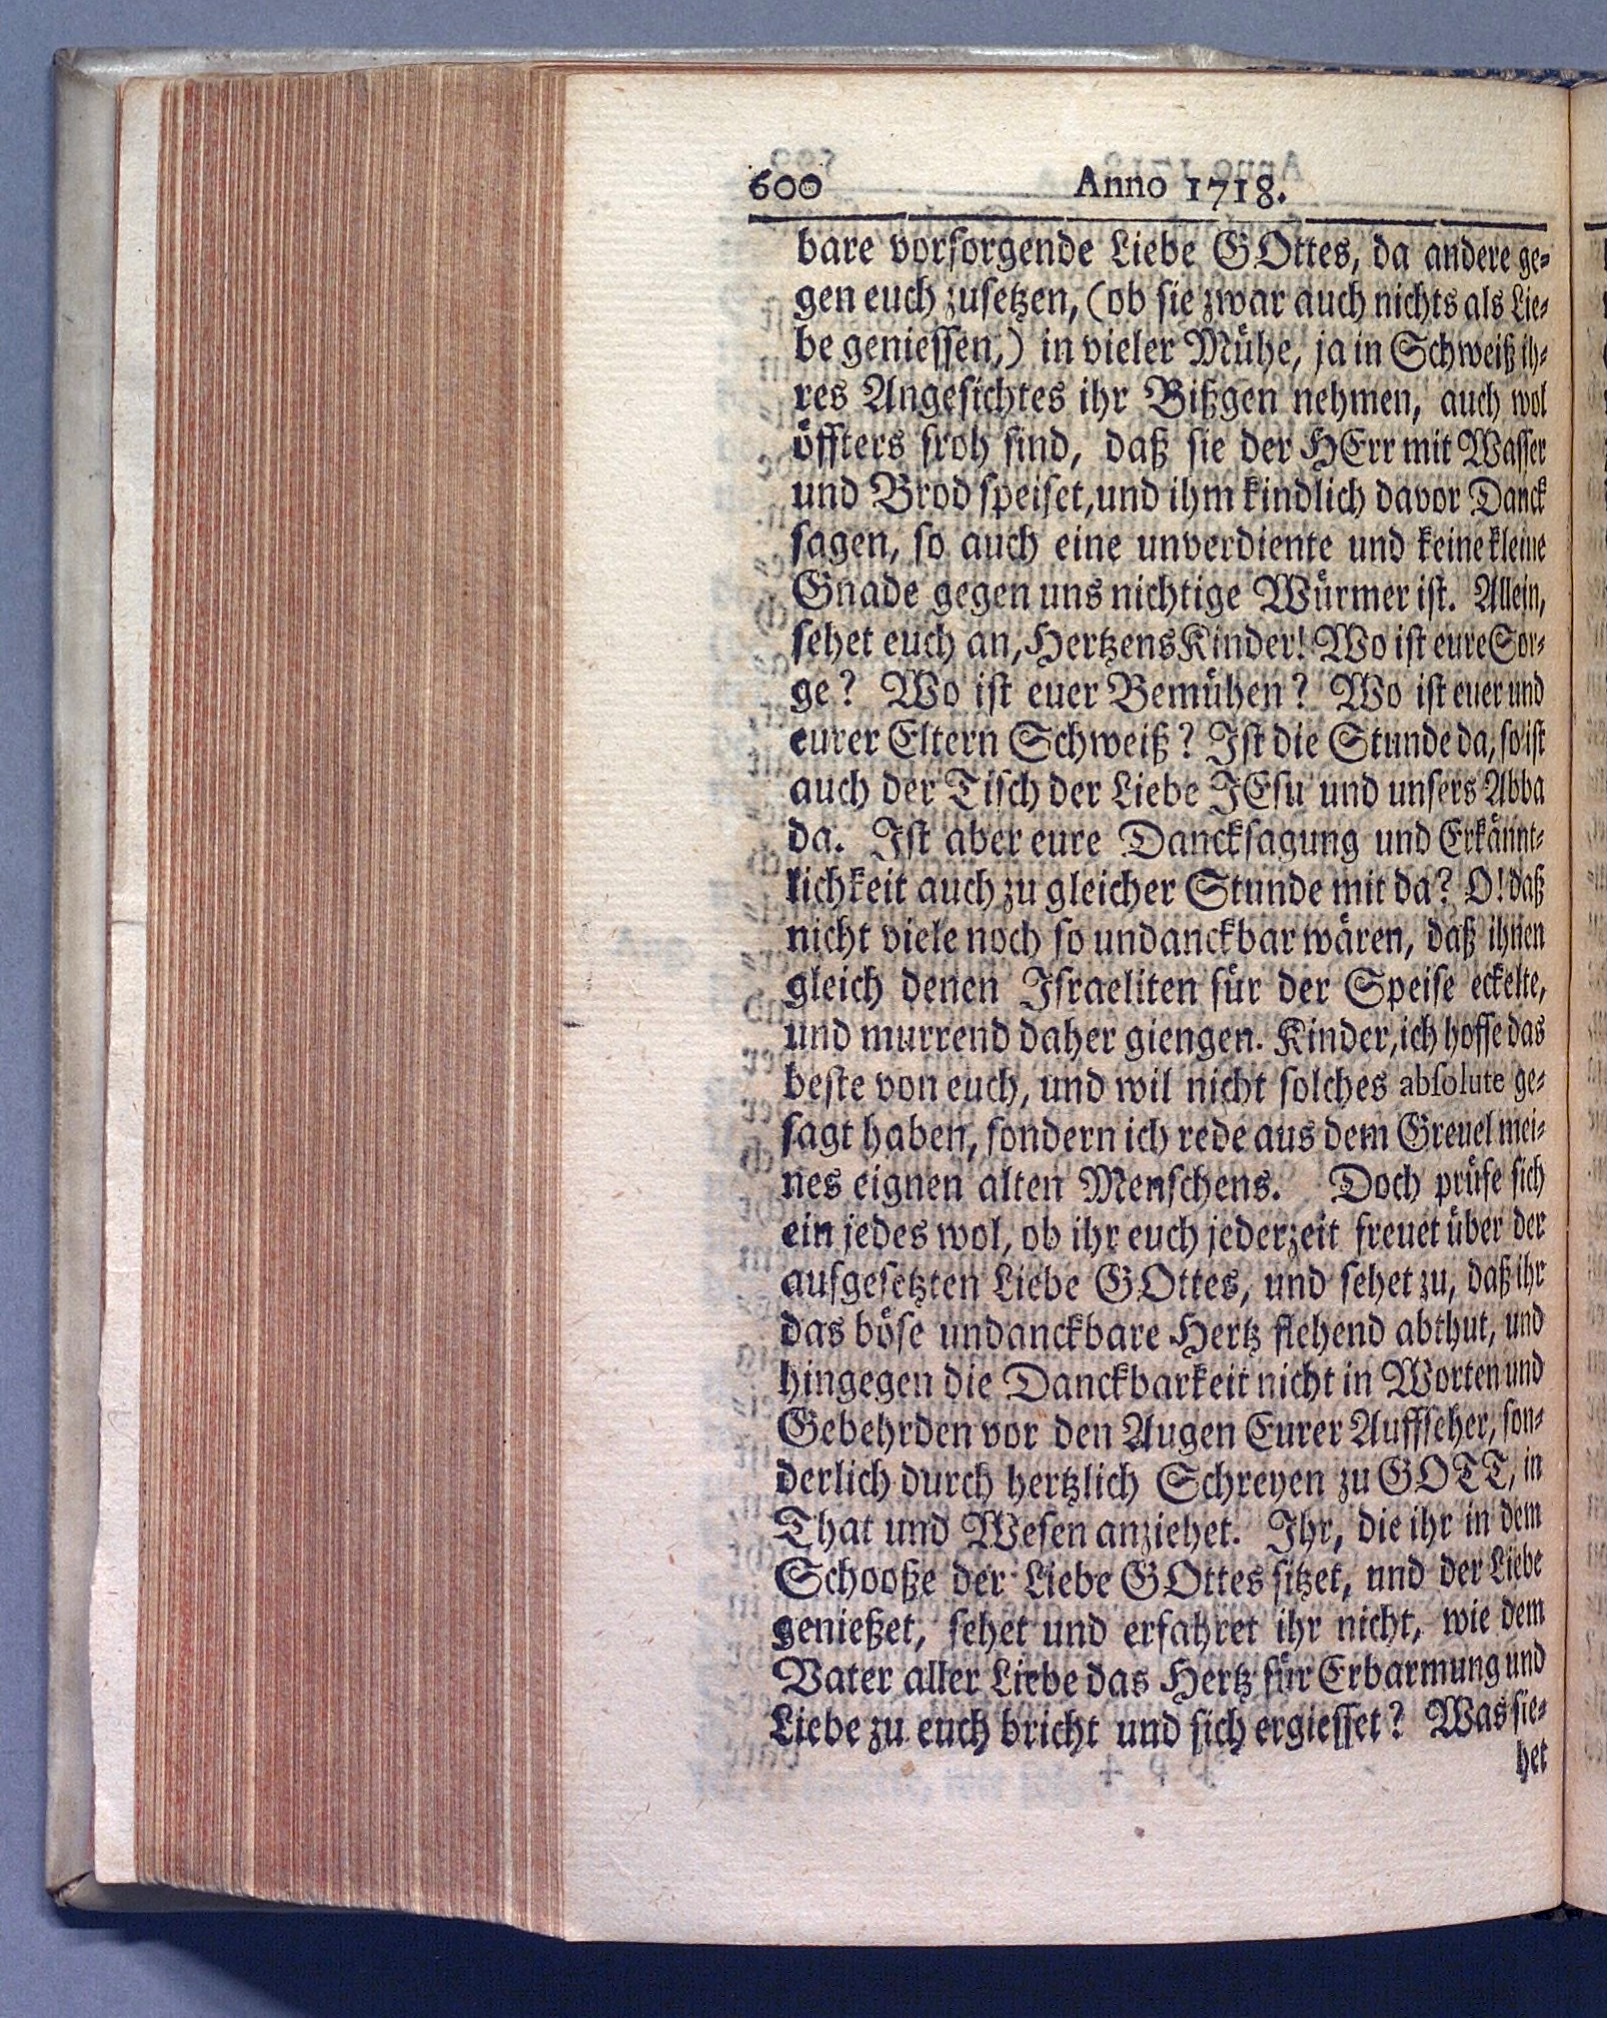 600 Anno 1718.
bare vorsorgende Liebe GOttes, da andere ge-
gen euch zusetzen, (ob sie zwar auch nichts als Lie-
be geniessen,) in vieler Mühe, ja in Schweiß ih-
res Angesichtes ihr Bißgen nehmen, auch wol
öffters froh sind, daß sie der HErr mit Wasser
und Brod speiset, und ihm kindlich davor Danck
sagen, so auch eine unverdiente und keine kleine
Gnade gegen uns nichtige Würmer ist. Allein,
sehet euch an, Hertzens Kinder! Wo ist eure Sor-
ge? Wo ist euer Bemühen? Wo ist euer und
eurer Eltern Schweiß? Ist die Stunde da, so ist
auch der Tisch der Liebe JEsu und unsers Abba
da. Ist aber eure Dancksagung und Erkännt-
lichkeit auch zu gleicher Stunde mit da? O! daß
nicht viele noch so undanckbar wären, daß ihnen
gleich denen Israeliten für der Speise eckelte,
und murrend daher giengen. Kinder, ich hoffe das
beste von euch, und wil nicht solches absolute ge-
sagt haben, sondern ich rede aus dem Greuel mei-
nes eignen alten Menschens. Doch prüfe sich
ein jedes wol, ob ihr euch jederzeit freuet über der
aufgesetzten Liebe GOttes, und sehet zu, daß ihr
das böse undanckbare Hertz flehend abthut, und
hingegen die Danckbarkeit nicht in Worten und
Gebehrden vor den Augen Eurer Auffseher, son-
derlich durch hertzlich Schreyen zu GOTT, in
That und Wesen anziehet. Ihr, die ihr in dem
Schooße der Liebe GOttes sitzet, und der Liebe
genießet, sehet und erfahret ihr nicht, wie dem
Vater aller Liebe das Hertz für Erbarmung und
Liebe zu euch bricht und sich ergiesset? Was sie-
het